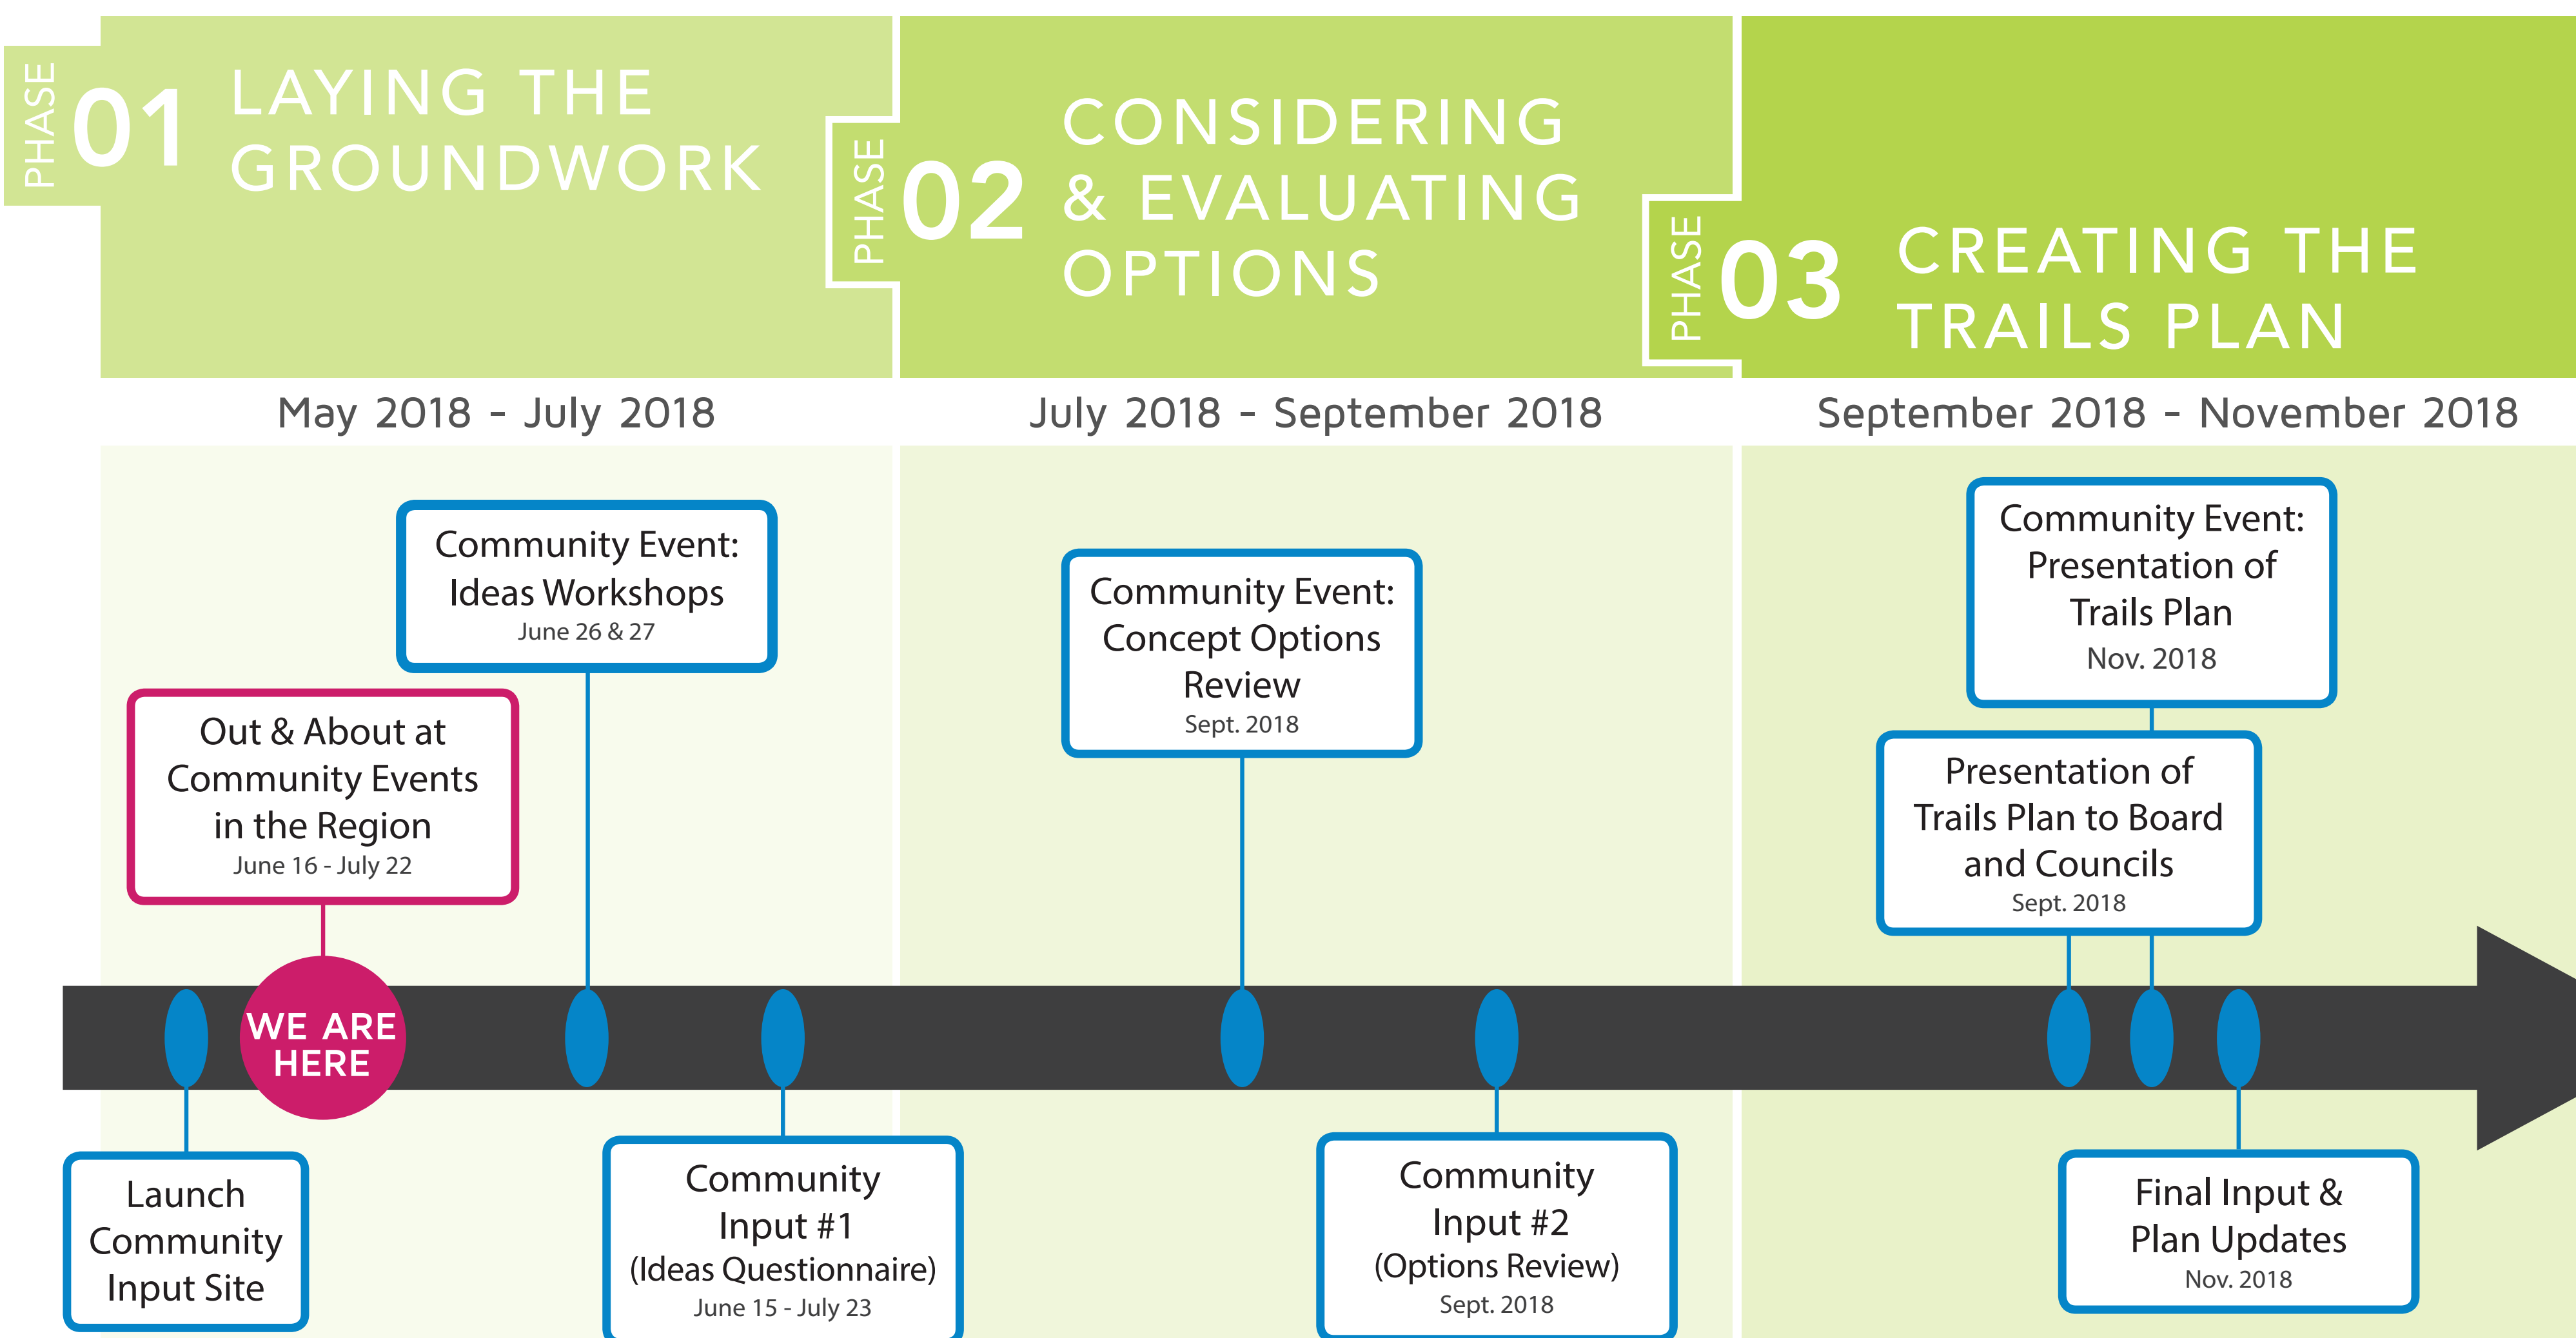 PHASE
01
LAYING THE
GROUNDWORK
PHASE
02
CONSIDERING
& EVALUATING
OPTIONS
PHASE
03
CREATING THE
TRAILS PLAN
May 2018 - July 2018
July 2018 - September 2018
September 2018 - November 2018
Community Event:
Ideas Workshops
June 26 & 27
Out & About at
Community Events
in the Region
June 16 - July 22
Community Event:
Concept Options
Review
Sept. 2018
Community Event:
Presentation of
Trails Plan
Nov. 2018
Presentation of
Trails Plan to Board
and Councils
Sept. 2018
WE ARE
HERE
Launch
Community
Input Site
Community
Input #1
(Ideas Questionnaire)
June 15 - July 23
Community
Input #2
(Options Review)
Sept. 2018
Final Input &
Plan Updates
Nov. 2018